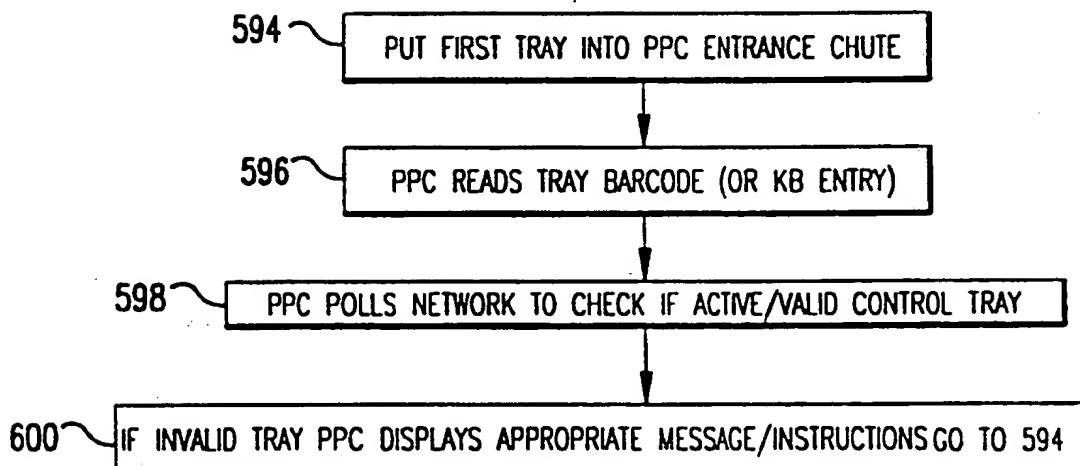 594
PUT FIRST TRAY INTO PPC ENTRANCE CHUTE
596
PPC READS TRAY BARCODE (OR KB ENTRY)
598
PPC POLLS NETWORK TO CHECK IF ACTIVE/VALID CONTROL TRAY
600
IF INVALID TRAY PPC DISPLAYS APPROPRIATE MESSAGE/INSTRUCTIONS GO TO 594